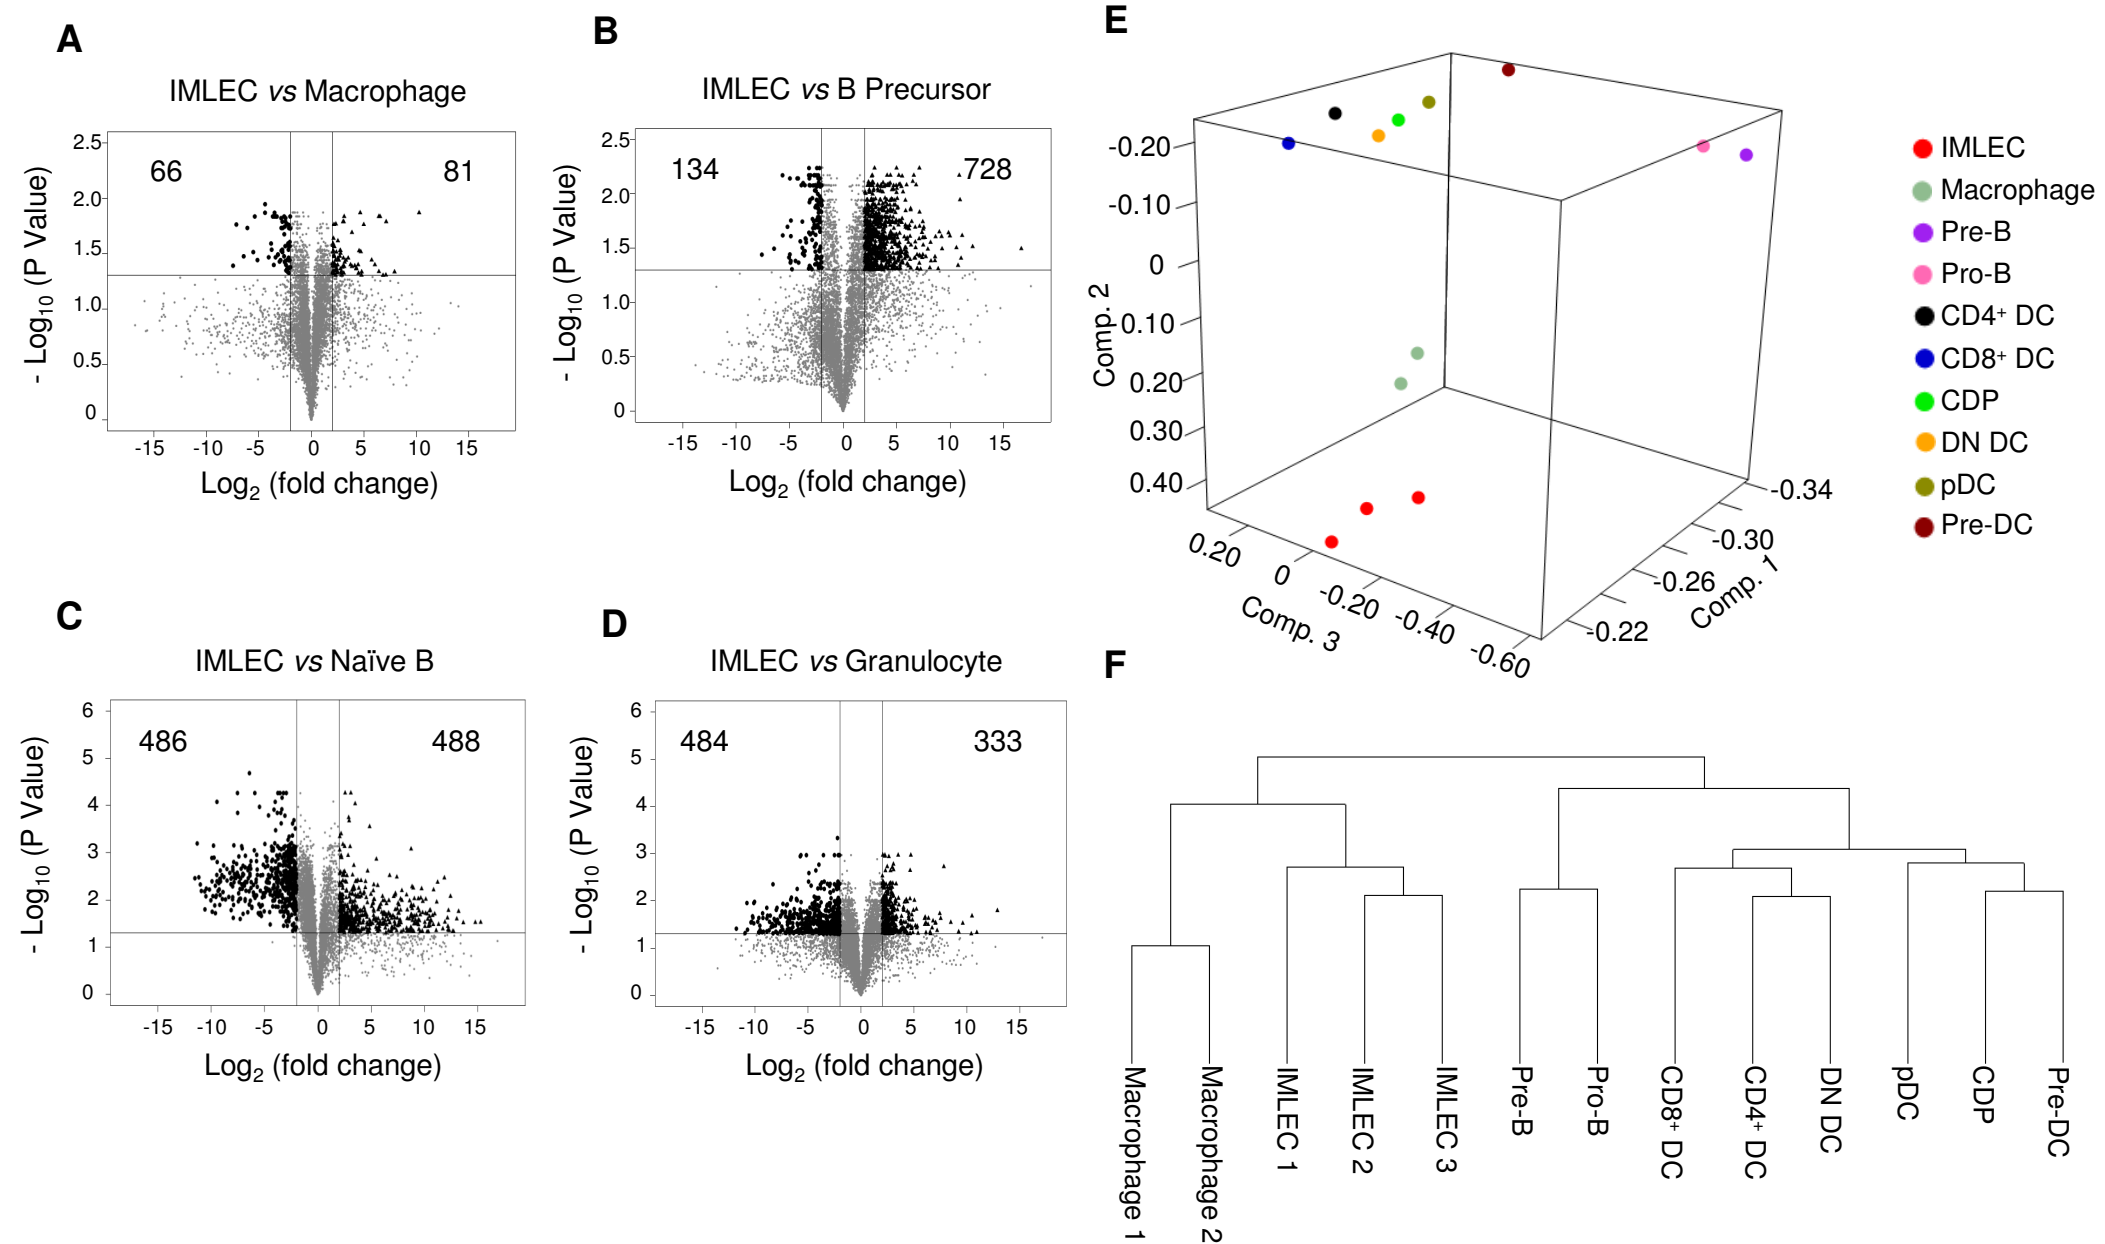 A
IMLEC vs Macrophage
66
81
2.5
2.0
1.5
1.0
0.5
0
- Log10 (P Value)
-15 -10 -5 0 5 10 15
Log2 (fold change)
B
IMLEC vs B Precursor
134
728
2.5
2.0
1.5
1.0
0.5
0
- Log10 (P Value)
-15 -10 -5 0 5 10 15
Log2 (fold change)
C
IMLEC vs Naïve B
486
488
6
5
4
3
2
1
0
- Log10 (P Value)
-15 -10 -5 0 5 10 15
Log2 (fold change)
D
IMLEC vs Granulocyte
484
333
6
5
4
3
2
1
0
- Log10 (P Value)
-15 -10 -5 0 5 10 15
Log2 (fold change)
E
-0.20
-0.10
0
0.10
0.20
0.30
0.40
Comp. 2
0.20
0
-0.20
-0.40
-0.60
Comp. 3
-0.34
-0.30
-0.26
-0.22
Comp. 1
IMLEC
Macrophage
Pre-B
Pro-B
CD4+ DC
CD8+ DC
CDP
DN DC
pDC
Pre-DC
F
Macrophage 1
Macrophage 2
IMLEC 1
IMLEC 2
IMLEC 3
Pre-B
Pro-B
CD8+ DC
CD4+ DC
DN DC
pDC
CDP
Pre-DC